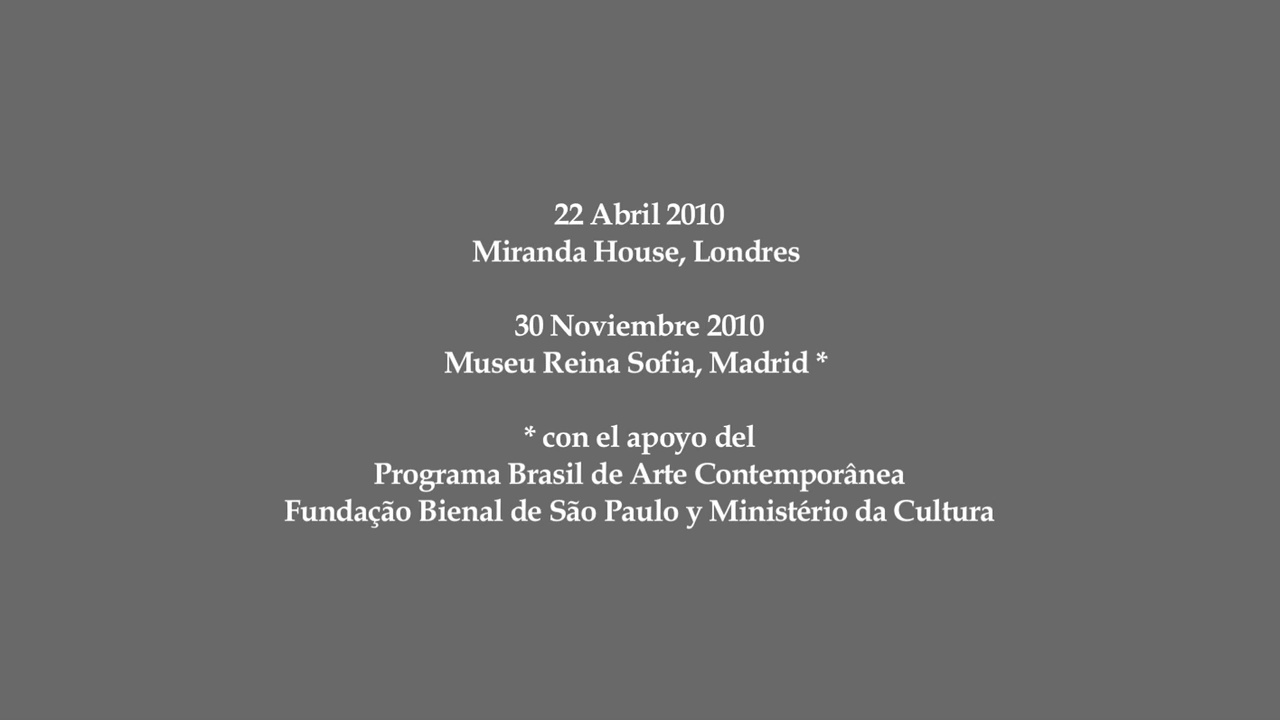 22 Abril 2010
Miranda House, Londres
30 Noviembre 2010
Museu Reina Sofia, Madrid *
* con el apoyo del
Programa Brasil de Arte Contemporânea
Fundação Bienal de São Paulo y Ministério da Cultura